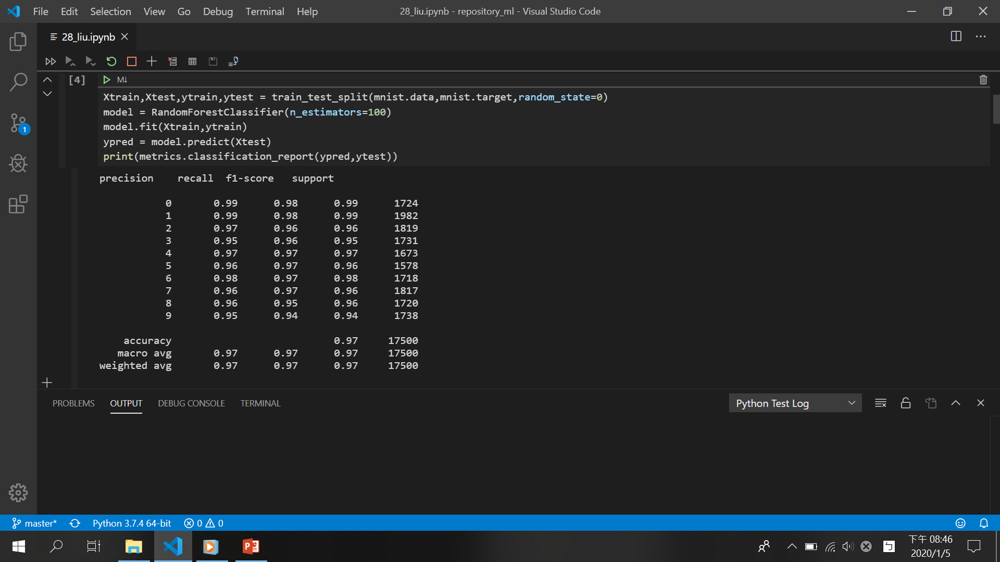 File Edit Selection View Go Debug Terminal Help
28_liu.ipynb - repository_ml - Visual Studio Code
28_liu.ipynb
[4]
M↓
Xtrain,Xtest,ytrain,ytest = train_test_split(mnist.data,mnist.target,random_state=0)
model = RandomForestClassifier(n_estimators=100)
model.fit(Xtrain,ytrain)
ypred = model.predict(Xtest)
print(metrics.classification_report(ypred,ytest))
precision recall f1-score support
0 0.99 0.98 0.99 1724
1 0.99 0.98 0.99 1982
2 0.97 0.96 0.96 1819
3 0.95 0.96 0.95 1731
4 0.97 0.97 0.97 1673
5 0.96 0.97 0.96 1578
6 0.98 0.97 0.98 1718
7 0.96 0.97 0.96 1817
8 0.96 0.95 0.96 1720
9 0.95 0.94 0.94 1738
accuracy 0.97 17500
macro avg 0.97 0.97 0.97 17500
weighted avg 0.97 0.97 0.97 17500
1
PROBLEMS OUTPUT DEBUG CONSOLE TERMINAL
Python Test Log
master* Python 3.7.4 64-bit 0 0
P
ㄅ
下午 08:46
2020/1/5